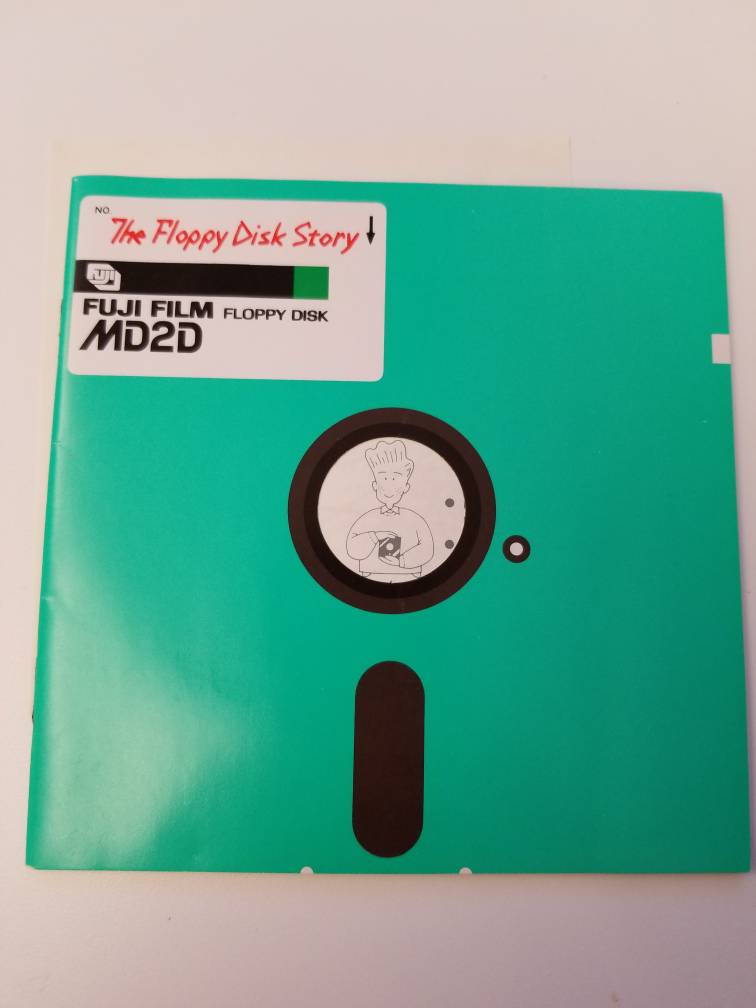 NO.
The Floppy Disk Story
FUJI
FUJI FILM FLOPPY DISK
MD2D